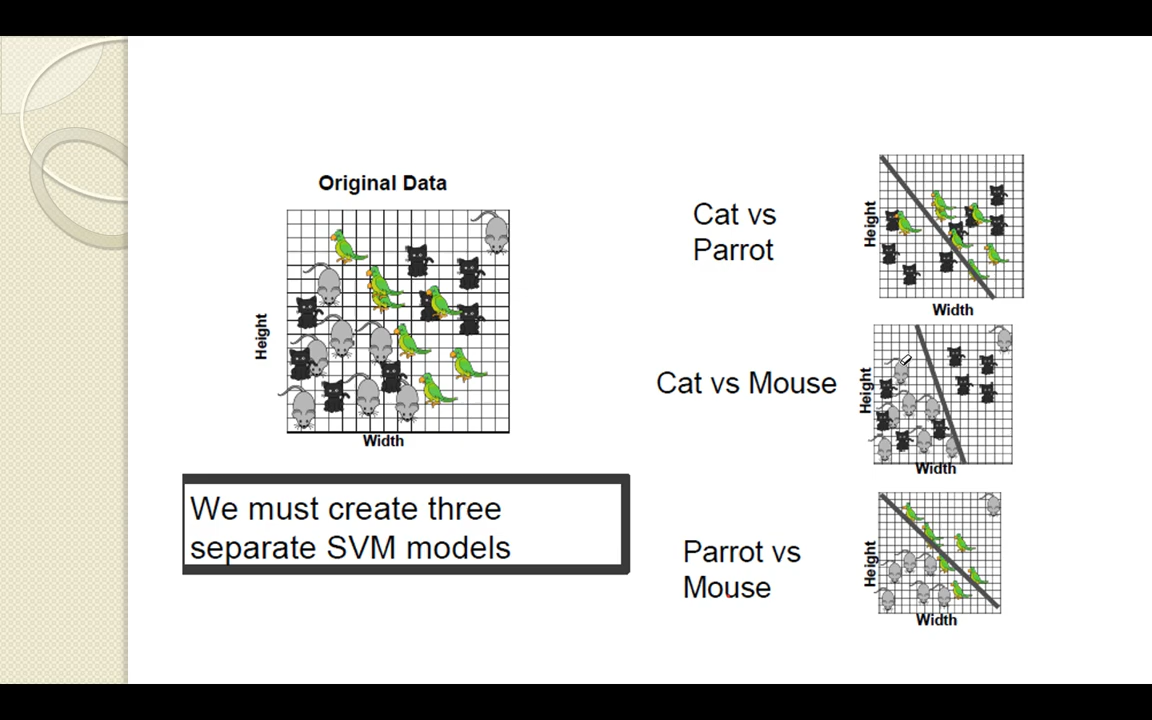 Original Data
Height
Width
We must create three
separate SVM models
Cat vs
Parrot
Height
Width
Cat vs Mouse
Height
Width
Parrot vs
Mouse
Height
Width